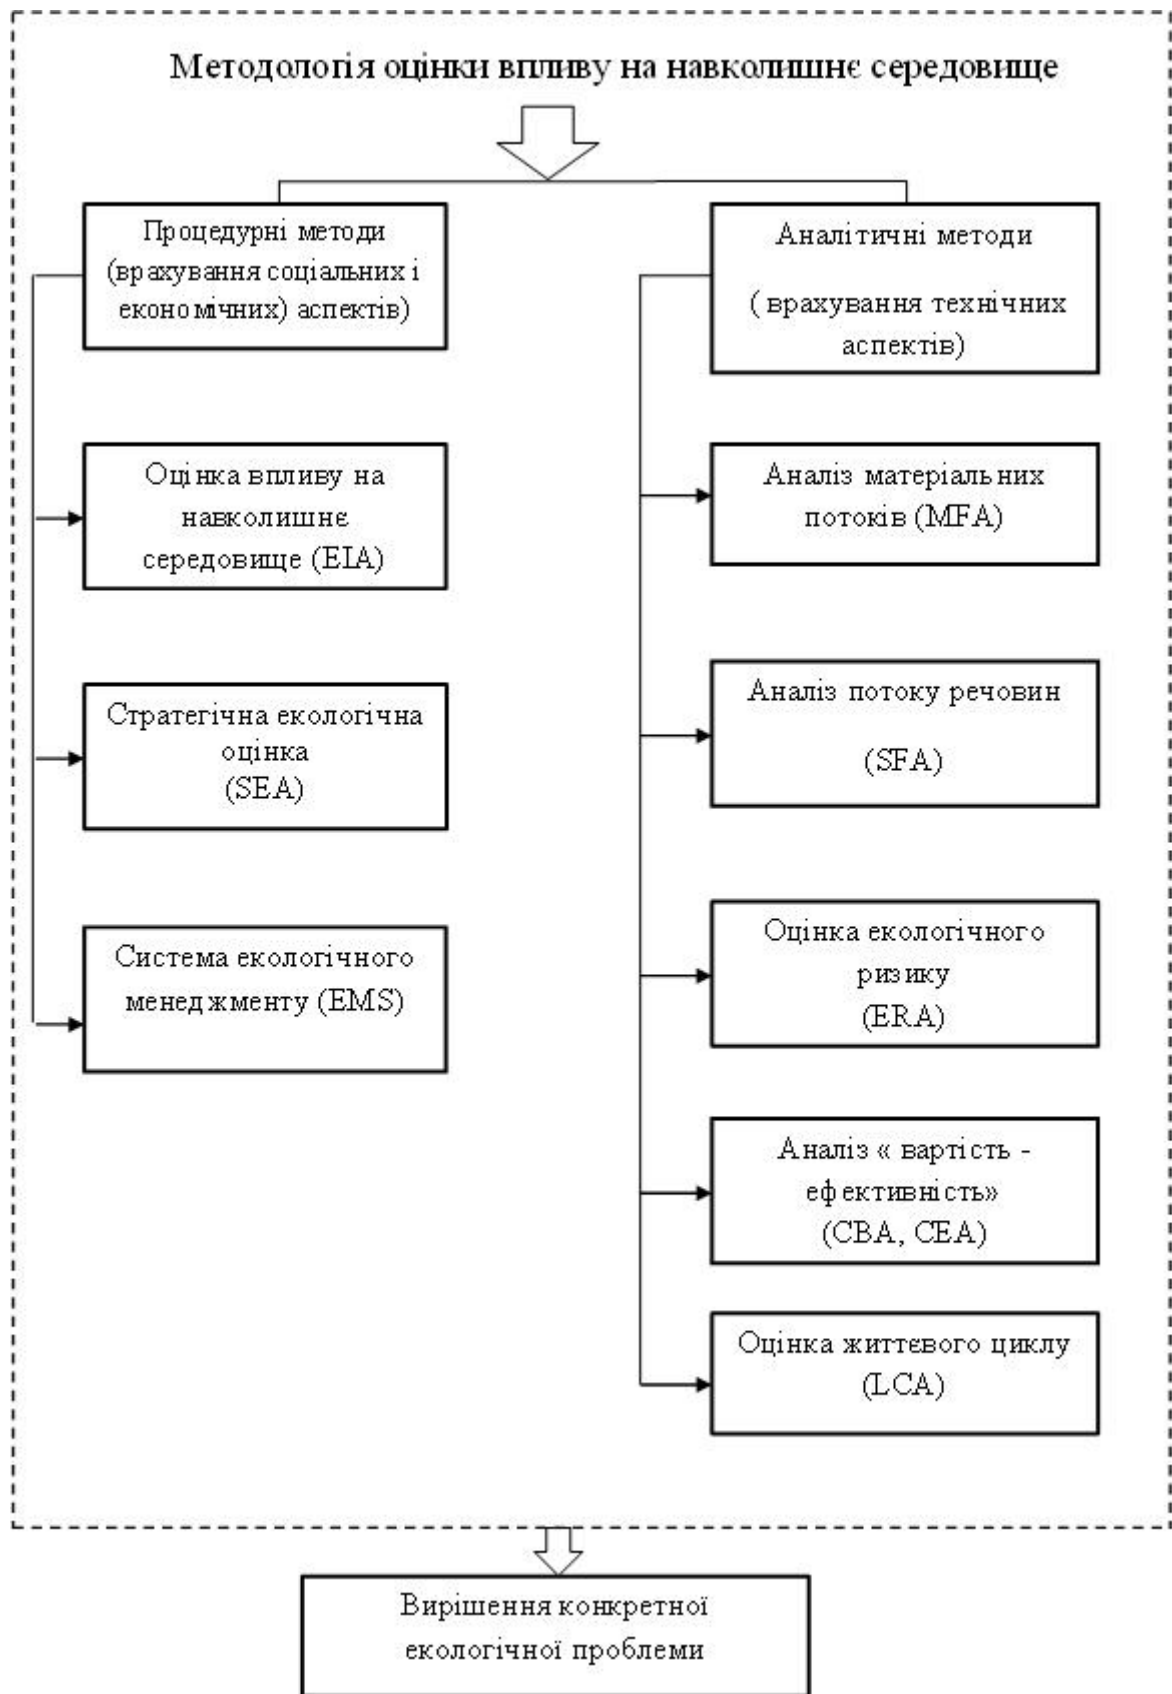 Методологія оцінки впливу на навколишнє середовище
Процедурні методи
(врахування соціальних і
економічних) аспектів)
Оцінка впливу на
навколишнє
середовище (EIA)
Стратегічна екологічна
оцінка
(SEA)
Система екологічного
менеджменту (EMS)
Аналітичні методи
( врахування технічних
аспектів)
Аналіз матеріальних
потоків (MFA)
Аналіз потоку речовин
(SFA)
Оцінка екологічного
ризику
(ERA)
Аналіз « вартість -
ефективність»
(CBA, CEA)
Оцінка життєвого циклу
(LCA)
Вирішення конкретної
екологічної проблеми